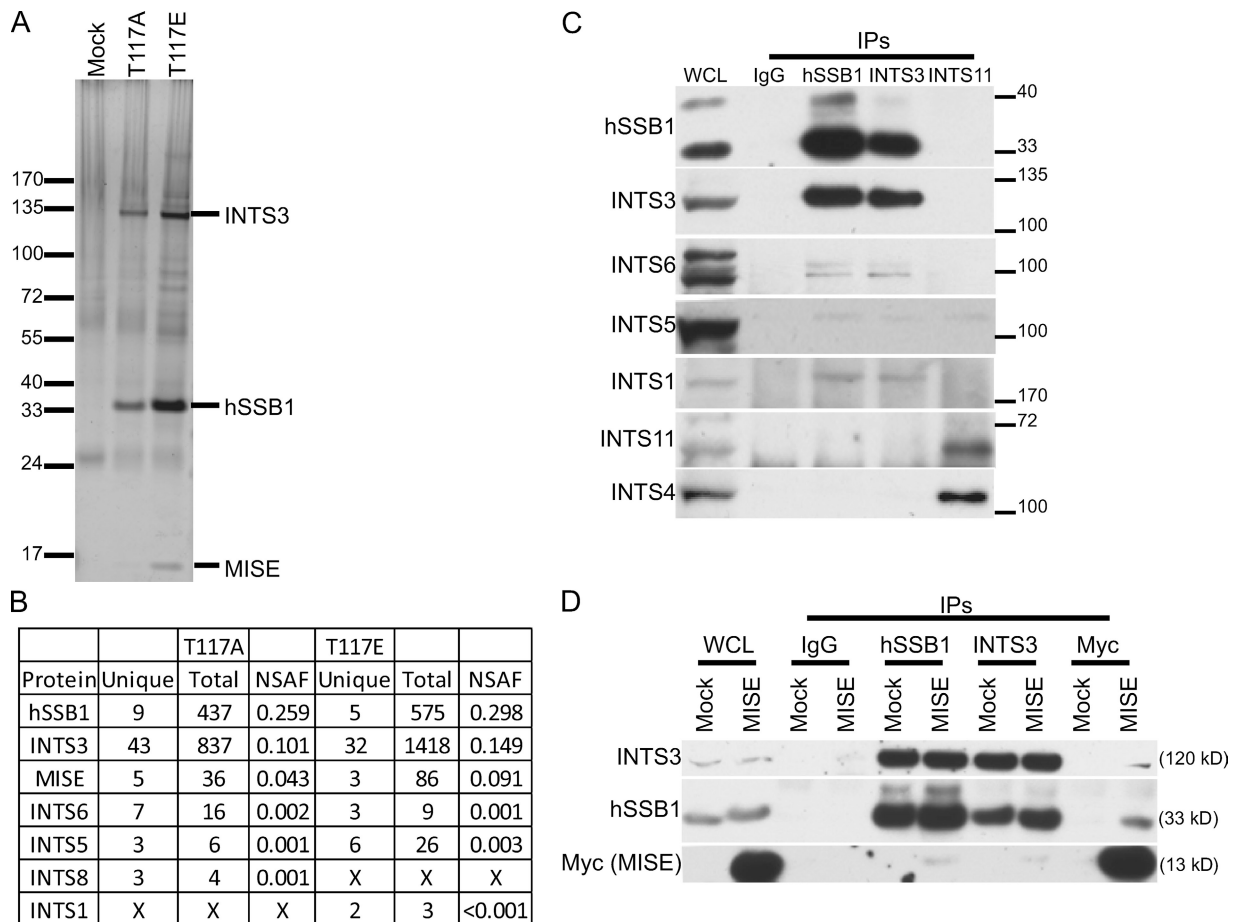 A
Mock
T117A
T117E
170
135
100
72
55
40
33
24
17
INTS3
hSSB1
MISE
B
T117A T117E
Protein Unique Total NSAF Unique Total NSAF
hSSB1 9 437 0.259 5 575 0.298
INTS3 43 837 0.101 32 1418 0.149
MISE 5 36 0.043 3 86 0.091
INTS6 7 16 0.002 3 9 0.001
INTS5 3 6 0.001 6 26 0.003
INTS8 3 4 0.001 X X X
INTS1 X X X 2 3 <0.001
C
IPs
WCL IgG hSSB1 INTS3 INTS11
hSSB1 40
33
INTS3 135
100
INTS6 100
INTS5 100
INTS1 170
INTS11 72
INTS4 100
D
IPs
WCL IgG hSSB1 INTS3 Myc
Mock MISE Mock MISE Mock MISE Mock MISE Mock MISE
INTS3 (120 kD)
hSSB1 (33 kD)
Myc (MISE) (13 kD)